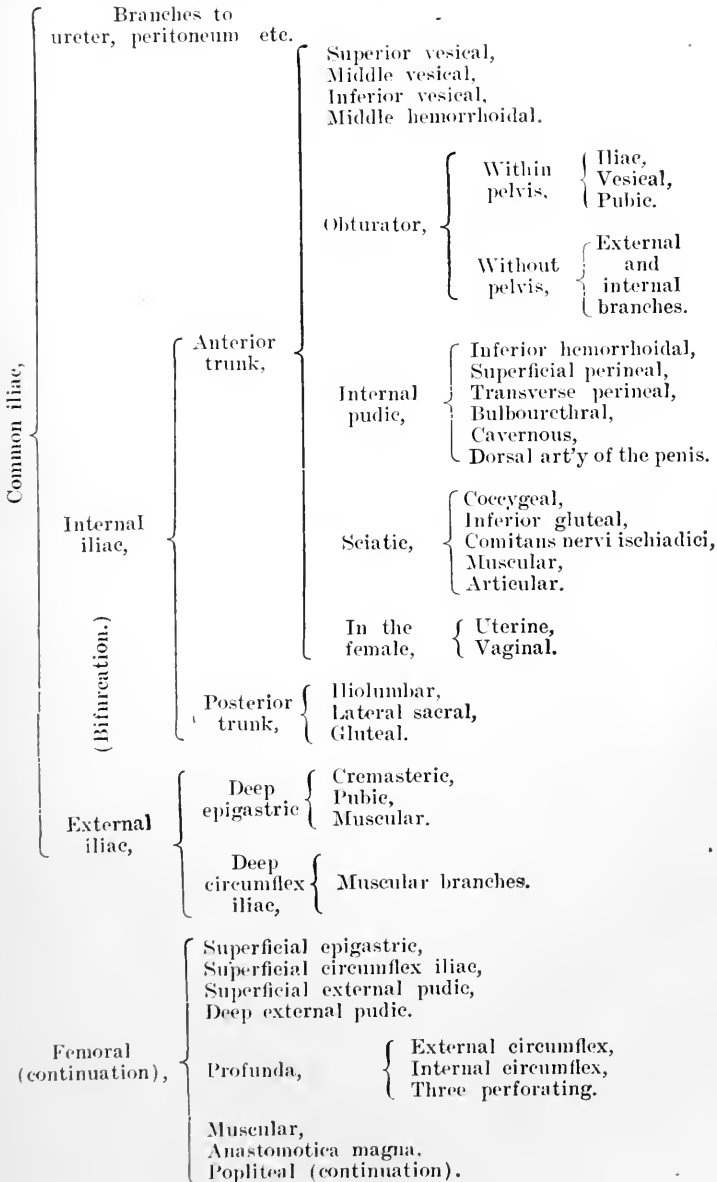 Branches to
ureter, peritoneum etc.
Superior vesical,
Middle vesical,
Inferior vesical,
Middle hemorrhoidal.
Obturator,
Within
pelvis,
Iliac,
Vesical,
Pubic.
Without
pelvis,
External
and
internal
branches.
Common iliac,
Internal
iliac,
(Bifurcation.)
Anterior
trunk,
Internal
pudic,
Inferior hemorrhoidal,
Superficial perineal,
Transverse perineal,
Bulbourethral,
Cavernous,
Dorsal art'y of the penis.
Sciatic,
Coccygeal,
Inferior gluteal,
Comitans nervi ischiadici,
Muscular,
Articular.
In the
female,
Uterine,
Vaginal.
Posterior
trunk,
Iliolumbar,
Lateral sacral,
Gluteal.
External
iliac,
Deep
epigastric
Cremasteric,
Pubic,
Muscular.
Deep
circumflex
iliac,
Muscular branches.
Femoral
(continuation),
Superficial epigastric,
Superficial circumflex iliac,
Superficial external pudic,
Deep external pudic.
Profunda,
External circumflex,
Internal circumflex,
Three perforating.
Muscular,
Anastomotica magna,
Popliteal (continuation).